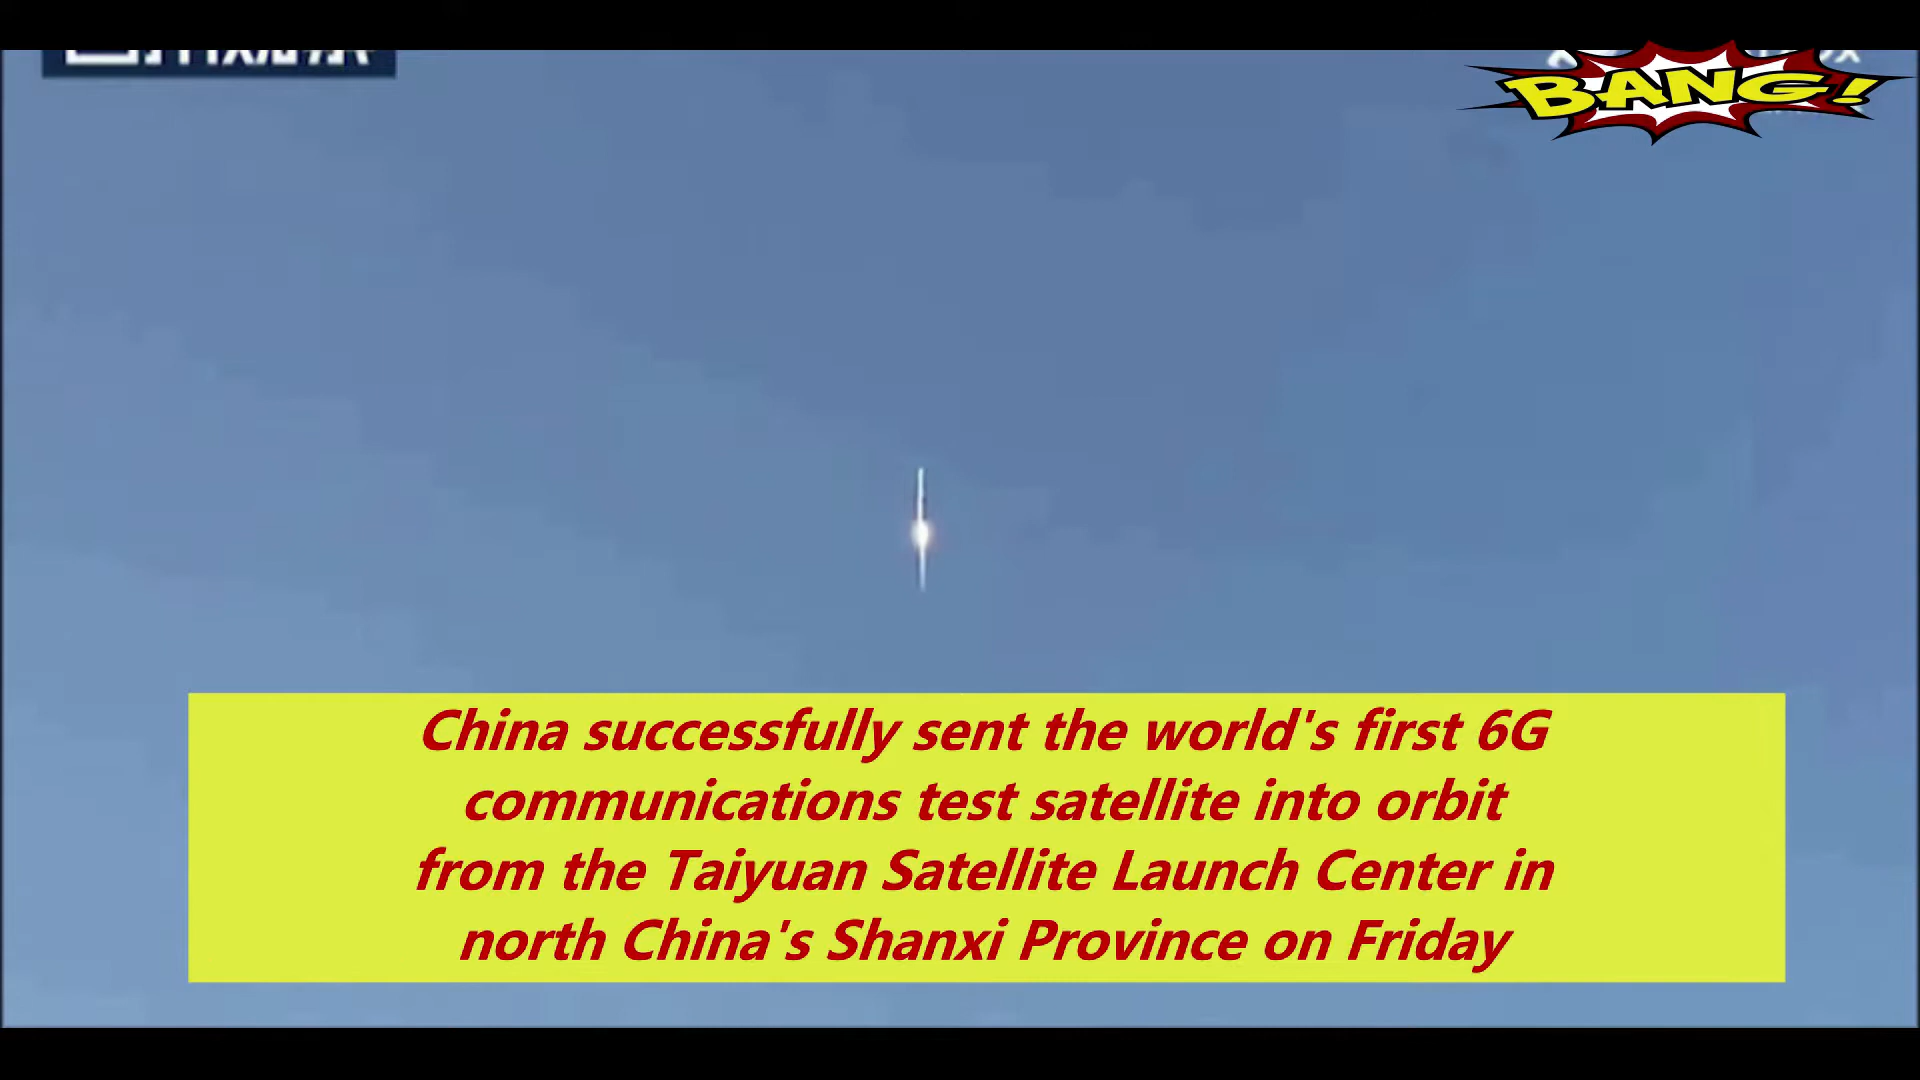 BANG!
China successfully sent the world's first 6G
communications test satellite into orbit
from the Taiyuan Satellite Launch Center in
north China's Shanxi Province on Friday